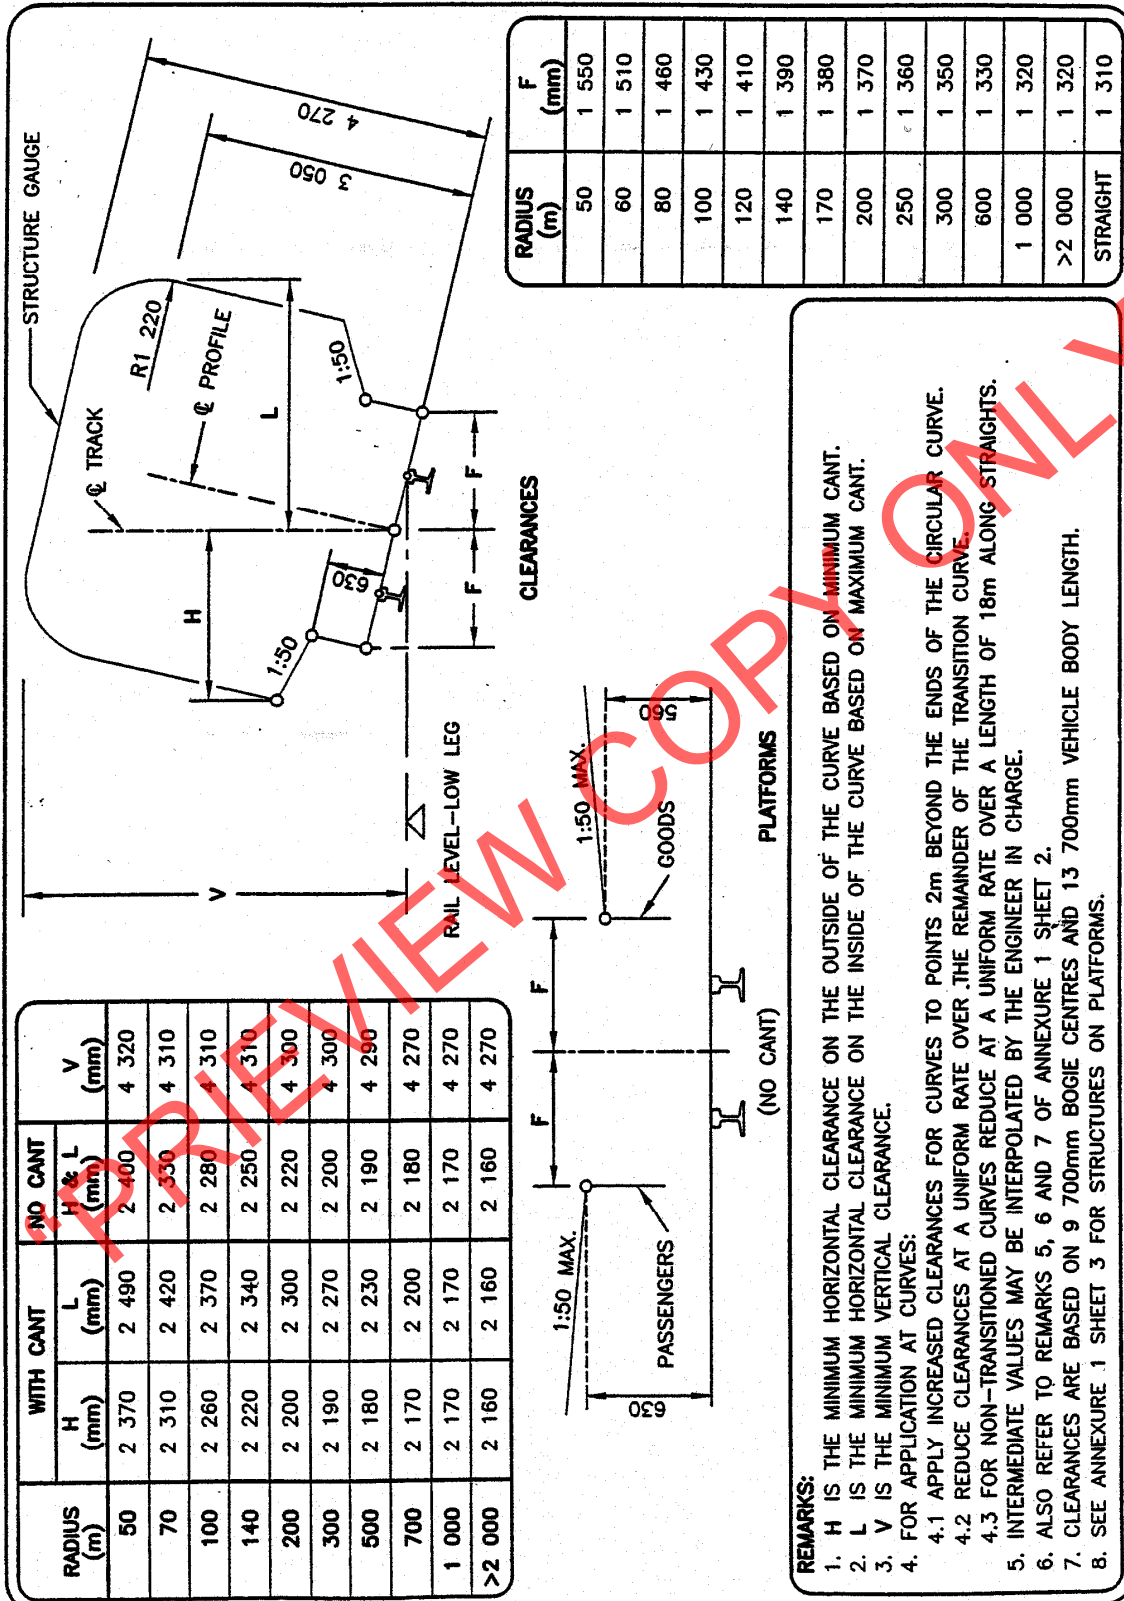 WITH CANT NO CANT
RADIUS (m) H (mm) L (mm) H & L (mm) V (mm)
50 2 370 2 490 2 400 4 320
70 2 310 2 420 2 330 4 310
100 2 260 2 370 2 280 4 310
140 2 220 2 340 2 250 4 310
200 2 200 2 300 2 220 4 300
300 2 190 2 270 2 200 4 300
500 2 180 2 230 2 190 4 290
700 2 170 2 200 2 180 4 270
1 000 2 170 2 170 2 170 4 270
>2 000 2 160 2 160 2 160 4 270
STRUCTURE GAUGE
℄ TRACK
R1 220
℄ PROFILE
H
L
V
1:50
1:50
630
3 050
4 270
F
F
RAIL LEVEL-LOW LEG
CLEARANCES
1:50 MAX.
1:50 MAX.
F
F
PASSENGERS
GOODS
630
560
(NO CANT)
PLATFORMS
RADIUS (m) F (mm)
50 1 550
60 1 510
80 1 460
100 1 430
120 1 410
140 1 390
170 1 380
200 1 370
250 1 360
300 1 350
600 1 330
1 000 1 320
>2 000 1 320
STRAIGHT 1 310
REMARKS:
1. H IS THE MINIMUM HORIZONTAL CLEARANCE ON THE OUTSIDE OF THE CURVE BASED ON MINIMUM CANT.
2. L IS THE MINIMUM HORIZONTAL CLEARANCE ON THE INSIDE OF THE CURVE BASED ON MAXIMUM CANT.
3. V IS THE MINIMUM VERTICAL CLEARANCE.
4. FOR APPLICATION AT CURVES:
4.1 APPLY INCREASED CLEARANCES FOR CURVES TO POINTS 2m BEYOND THE ENDS OF THE CIRCULAR CURVE.
4.2 REDUCE CLEARANCES AT A UNIFORM RATE OVER THE REMAINDER OF THE TRANSITION CURVE.
4.3 FOR NON-TRANSITIONED CURVES REDUCE AT A UNIFORM RATE OVER A LENGTH OF 18m ALONG STRAIGHTS.
5. INTERMEDIATE VALUES MAY BE INTERPOLATED BY THE ENGINEER IN CHARGE.
6. ALSO REFER TO REMARKS 5, 6 AND 7 OF ANNEXURE 1 SHEET 2.
7. CLEARANCES ARE BASED ON 9 700mm BOGIE CENTRES AND 13 700mm VEHICLE BODY LENGTH.
8. SEE ANNEXURE 1 SHEET 3 FOR STRUCTURES ON PLATFORMS.
"PREVIEW COPY ONLY